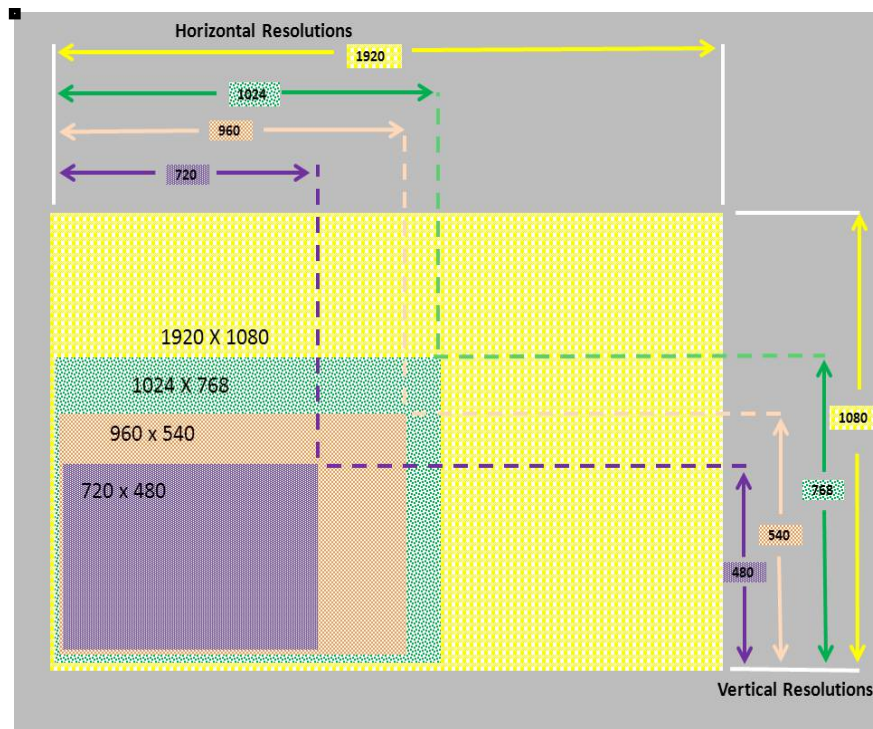 Horizontal Resolutions
1920
1024
960
720
1920 X 1080
1024 X 768
960 x 540
720 x 480
1080
768
540
480
Vertical Resolutions